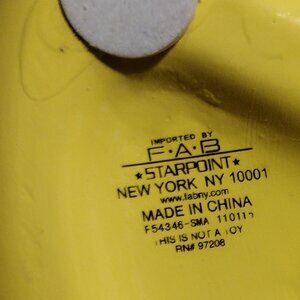 IMPORTED BY
F·A·B
★STARPOINT★
NEW YORK NY 10001
www.fabny.com
MADE IN CHINA
F54346-SMA 110117
THIS IS NOT A TOY
RN# 97208